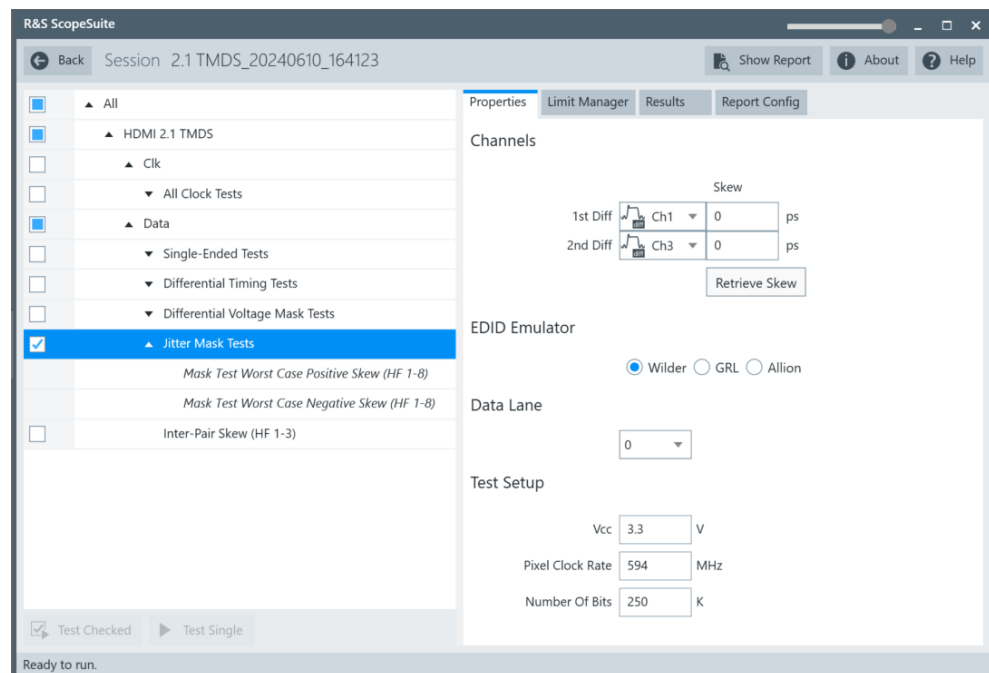 R&S ScopeSuite
Back Session 2.1 TMDS_20240610_164123 Show Report About Help
All
HDMI 2.1 TMDS
Clk
All Clock Tests
Data
Single-Ended Tests
Differential Timing Tests
Differential Voltage Mask Tests
Jitter Mask Tests
Mask Test Worst Case Positive Skew (HF 1-8)
Mask Test Worst Case Negative Skew (HF 1-8)
Inter-Pair Skew (HF 1-3)
Test Checked Test Single
Properties Limit Manager Results Report Config
Channels
Skew
1st Diff diff Ch1 0 ps
2nd Diff diff Ch3 0 ps
Retrieve Skew
EDID Emulator
Wilder GRL Allion
Data Lane
0
Test Setup
Vcc 3.3 V
Pixel Clock Rate 594 MHz
Number Of Bits 250 K
Ready to run.